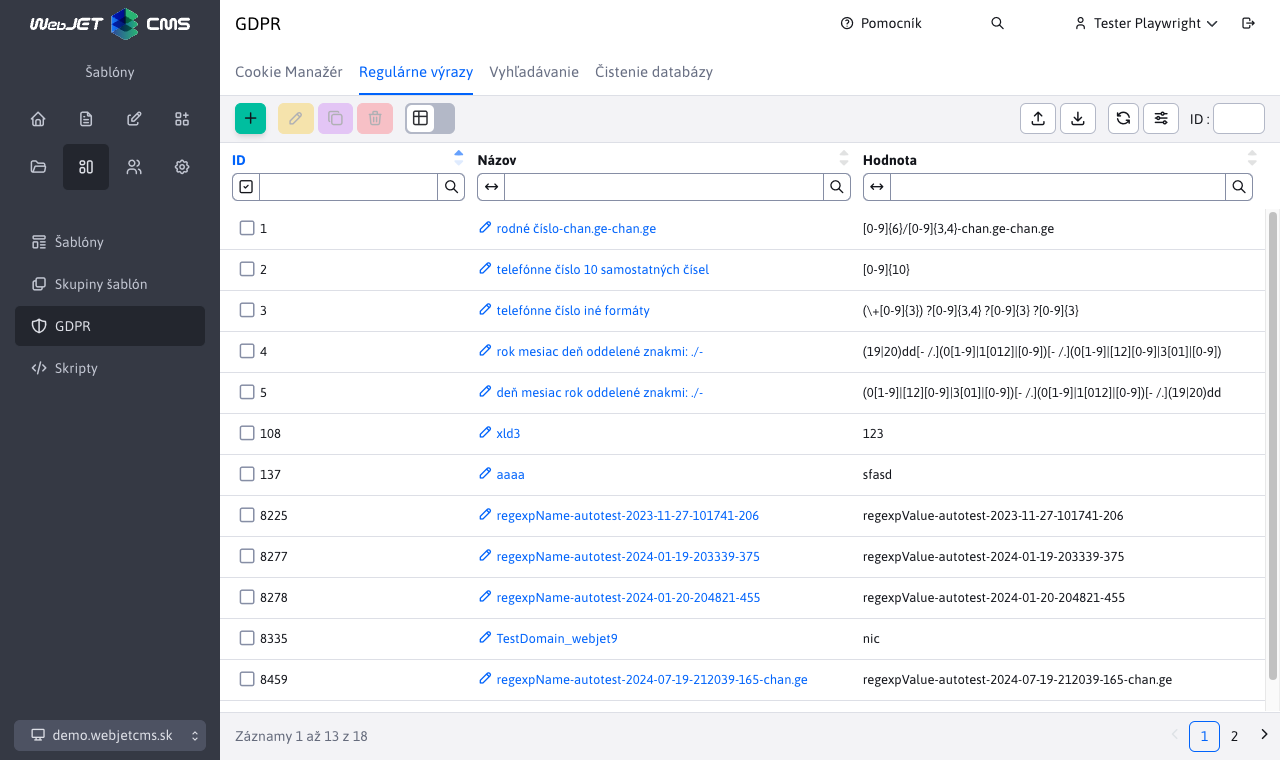 WebJET CMS
GDPR
Pomocník
Tester Playwright
Šablóny
Cookie Manažér
Regulárne výrazy
Vyhľadávanie
Čistenie databázy
ID :
Šablóny
Skupiny šablón
GDPR
Skripty
ID
Názov
Hodnota
1 rodné číslo-chan.ge-chan.ge [0-9]{6}/[0-9]{3,4}-chan.ge-chan.ge
2 telefónne číslo 10 samostatných čísel [0-9]{10}
3 telefónne číslo iné formáty (\+[0-9]{3}) ?[0-9]{3,4} ?[0-9]{3} ?[0-9]{3}
4 rok mesiac deň oddelené znakmi: ./- (19|20)dd[- /.](0[1-9]|1[012]|[0-9])[- /.](0[1-9]|[12][0-9]|3[01]|[0-9])
5 deň mesiac rok oddelené znakmi: ./- (0[1-9]|[12][0-9]|3[01]|[0-9])[- /.](0[1-9]|1[012]|[0-9])[- /.](19|20)dd
108 xld3 123
137 aaaa sfasd
8225 regexpName-autotest-2023-11-27-101741-206 regexpValue-autotest-2023-11-27-101741-206
8277 regexpName-autotest-2024-01-19-203339-375 regexpValue-autotest-2024-01-19-203339-375
8278 regexpName-autotest-2024-01-20-204821-455 regexpValue-autotest-2024-01-20-204821-455
8335 TestDomain_webjet9 nic
8459 regexpName-autotest-2024-07-19-212039-165-chan.ge regexpValue-autotest-2024-07-19-212039-165-chan.ge
demo.webjetcms.sk
Záznamy 1 až 13 z 18
1 2